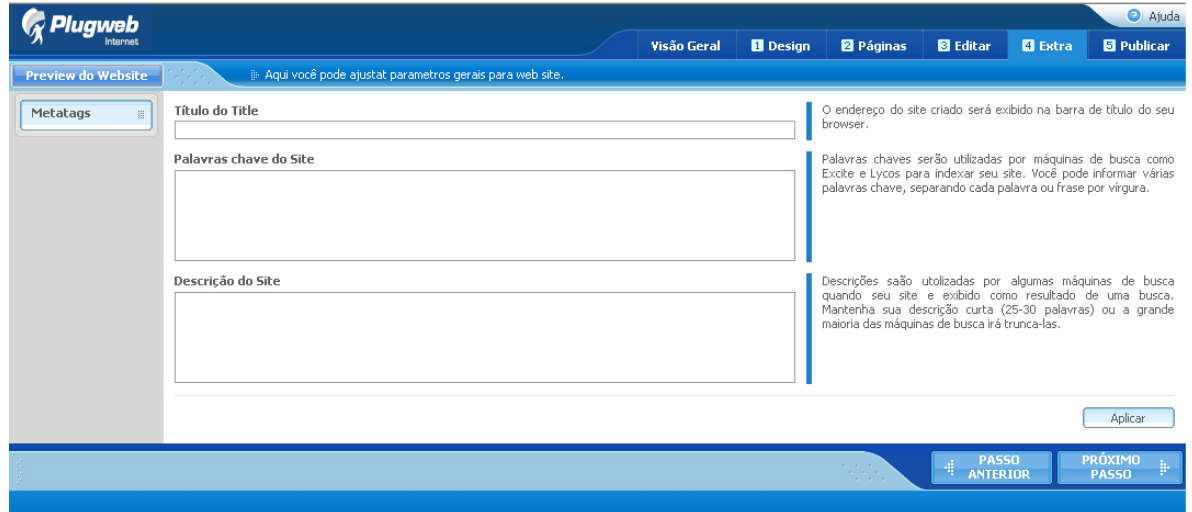 Plugweb
Internet
Ajuda
Visão Geral
1 Design
2 Páginas
3 Editar
4 Extra
5 Publicar
Preview do Website
Aqui você pode ajustat parametros gerais para web site.
Metatags
Título do Title
O endereço do site criado será exibido na barra de título do seu
browser.
Palavras chave do Site
Palavras chaves serão utilizadas por máquinas de busca como
Excite e Lycos para indexar seu site. Você pode informar várias
palavras chave, separando cada palavra ou frase por vírgura.
Descrição do Site
Descrições saão utolizadas por algumas máquinas de busca
quando seu site e exibido como resultado de uma busca.
Mantenha sua descrição curta (25-30 palavras) ou a grande
maioria das máquinas de busca irá trunca-las.
Aplicar
PASSO
ANTERIOR
PRÓXIMO
PASSO